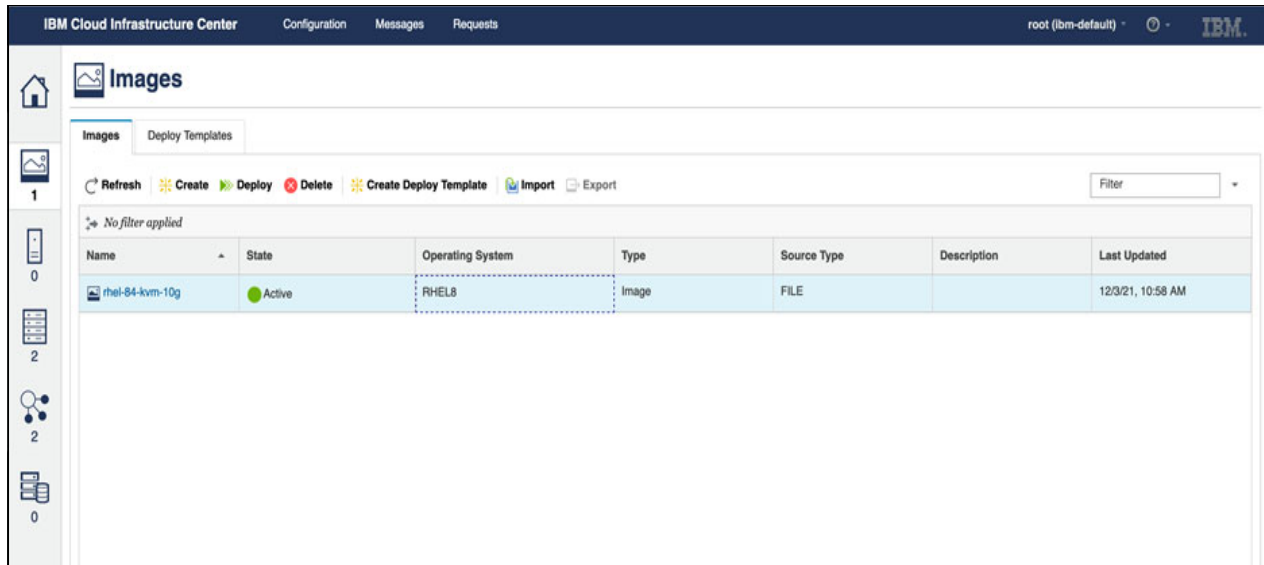 IBM Cloud Infrastructure Center Configuration Messages Requests root (ibm-default) ? IBM.
Images
Images Deploy Templates
1
Refresh Create Deploy Delete Create Deploy Template Import Export Filter
No filter applied
Name State Operating System Type Source Type Description Last Updated
0
rhel-84-kvm-10g Active RHEL8 Image FILE 12/3/21, 10:58 AM
2
2
0